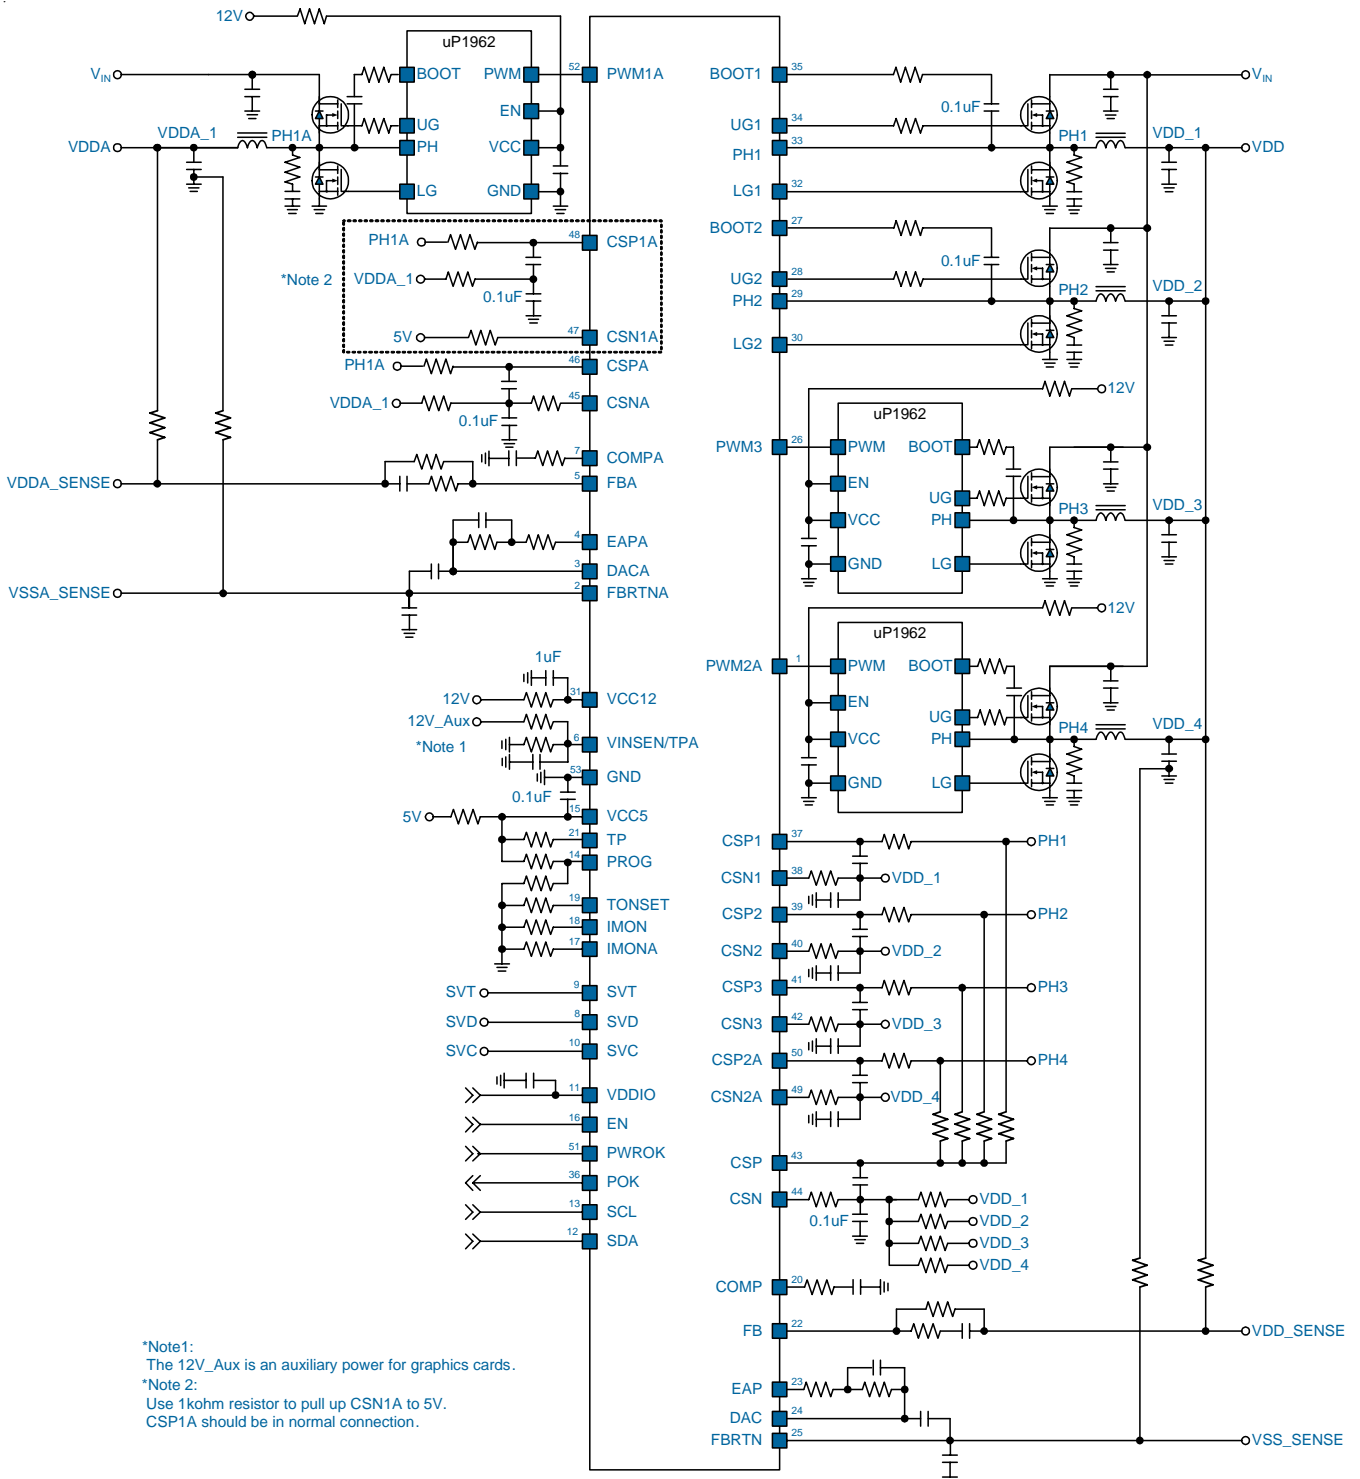 12V
uP1962
VIN
BOOT
PWM
52
PWM1A
EN
UG
VDDA
VDDA_1
PH1A
PH
VCC
LG
GND
PH1A
48
CSP1A
*Note 2
VDDA_1
0.1uF
5V
47
CSN1A
PH1A
46
CSPA
VDDA_1
45
CSNA
0.1uF
7
COMPA
VDDA_SENSE
5
FBA
4
EAPA
3
DACA
VSSA_SENSE
2
FBRTNA
1uF
12V
31
VCC12
12V_Aux
*Note 1
6
VINSEN/TPA
53
GND
0.1uF
5V
15
VCC5
21
TP
14
PROG
19
TONSET
18
IMON
17
IMONA
SVT
9
SVT
SVD
8
SVD
SVC
10
SVC
11
VDDIO
16
EN
51
PWROK
36
POK
13
SCL
12
SDA
BOOT1
35
VIN
0.1uF
UG1
34
PH1
33
PH1
VDD_1
VDD
LG1
32
BOOT2
27
0.1uF
UG2
28
PH2
29
PH2
VDD_2
LG2
30
12V
uP1962
PWM3
26
PWM
BOOT
EN
UG
VCC
PH
PH3
VDD_3
GND
LG
12V
uP1962
PWM2A
1
PWM
BOOT
EN
UG
VCC
PH
PH4
VDD_4
GND
LG
CSP1
37
PH1
CSN1
38
VDD_1
CSP2
39
PH2
CSN2
40
VDD_2
CSP3
41
PH3
CSN3
42
VDD_3
CSP2A
50
PH4
CSN2A
49
VDD_4
CSP
43
CSN
44
VDD_1
0.1uF
VDD_2
VDD_3
VDD_4
COMP
20
FB
22
VDD_SENSE
EAP
23
DAC
24
FBRTN
25
VSS_SENSE
*Note1:
The 12V_Aux is an auxiliary power for graphics cards.
*Note 2:
Use 1kohm resistor to pull up CSN1A to 5V.
CSP1A should be in normal connection.